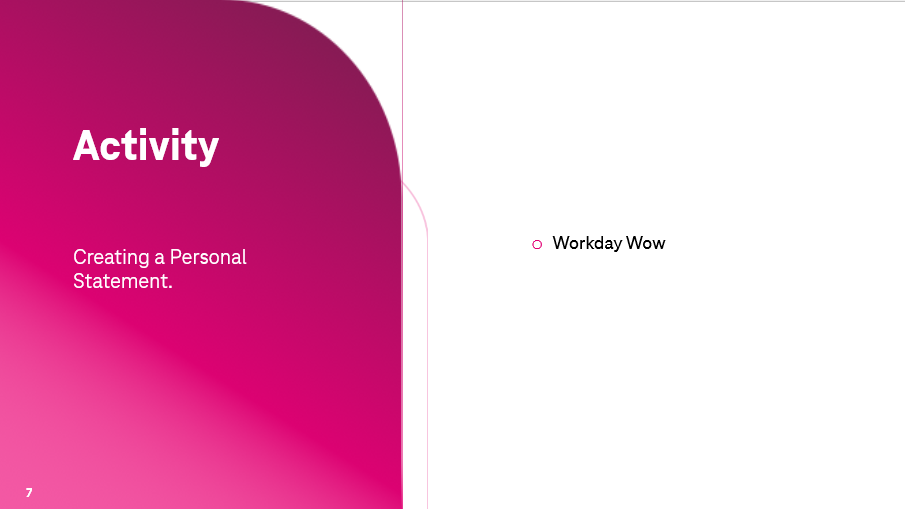 Activity
Creating a Personal
Statement.
Workday Wow
7